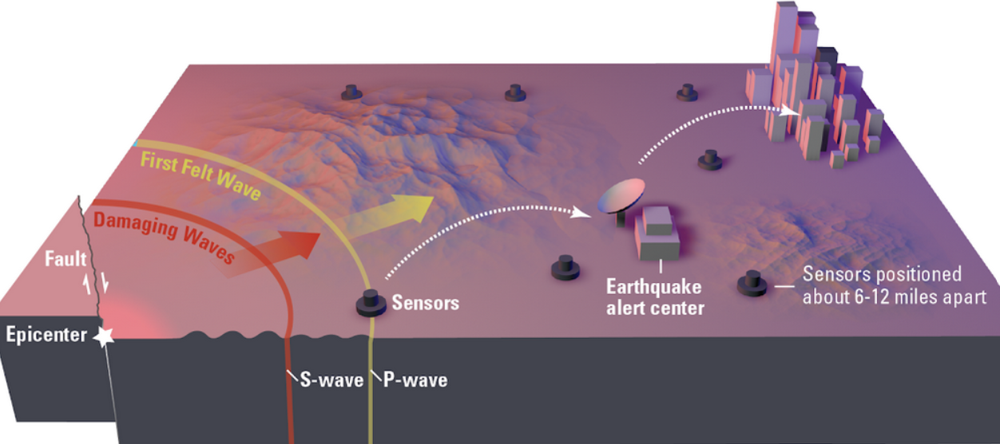 First Felt Wave
Damaging Waves
Fault
Epicenter
Sensors
Earthquake
alert center
Sensors positioned
about 6-12 miles apart
S-wave
P-wave